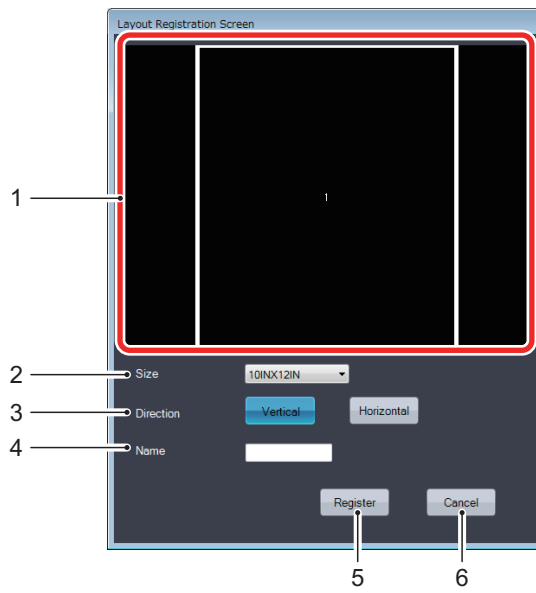 Layout Registration Screen
1
1
2 Size 10INX12IN
3 Direction Vertical Horizontal
4 Name
Register Cancel
5 6